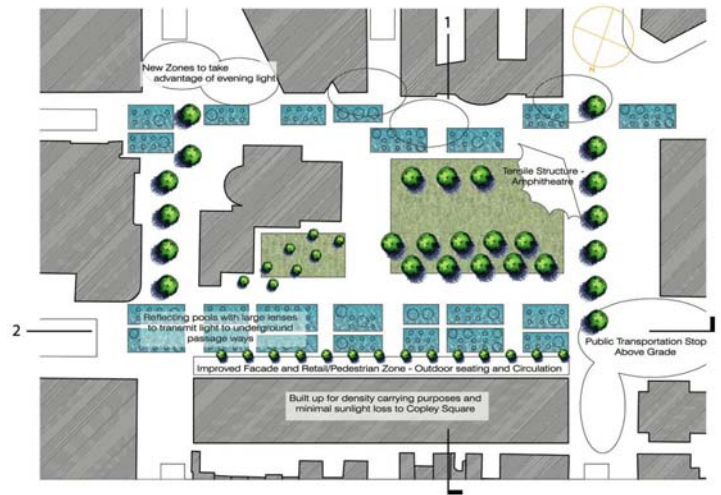 1
New Zones to take
advantage of evening light
N
Tensile Structure -
Amphitheatre
Reflecting pools with large lenses
to transmit light to underground
passage ways
2
Public Transportation Stop
Above Grade
Improved Facade and Retail/Pedestrian Zone - Outdoor seating and Circulation
Built up for density carrying purposes and
minimal sunlight loss to Copley Square